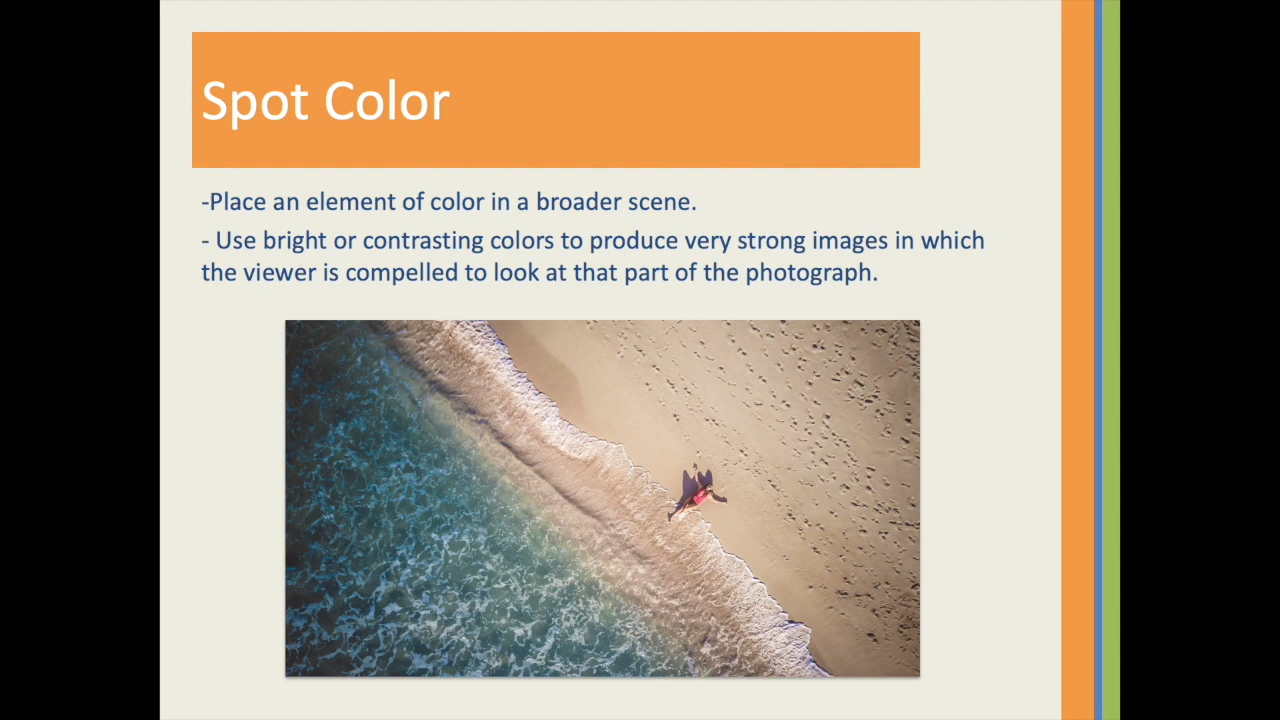 Spot Color
-Place an element of color in a broader scene.
- Use bright or contrasting colors to produce very strong images in which
the viewer is compelled to look at that part of the photograph.